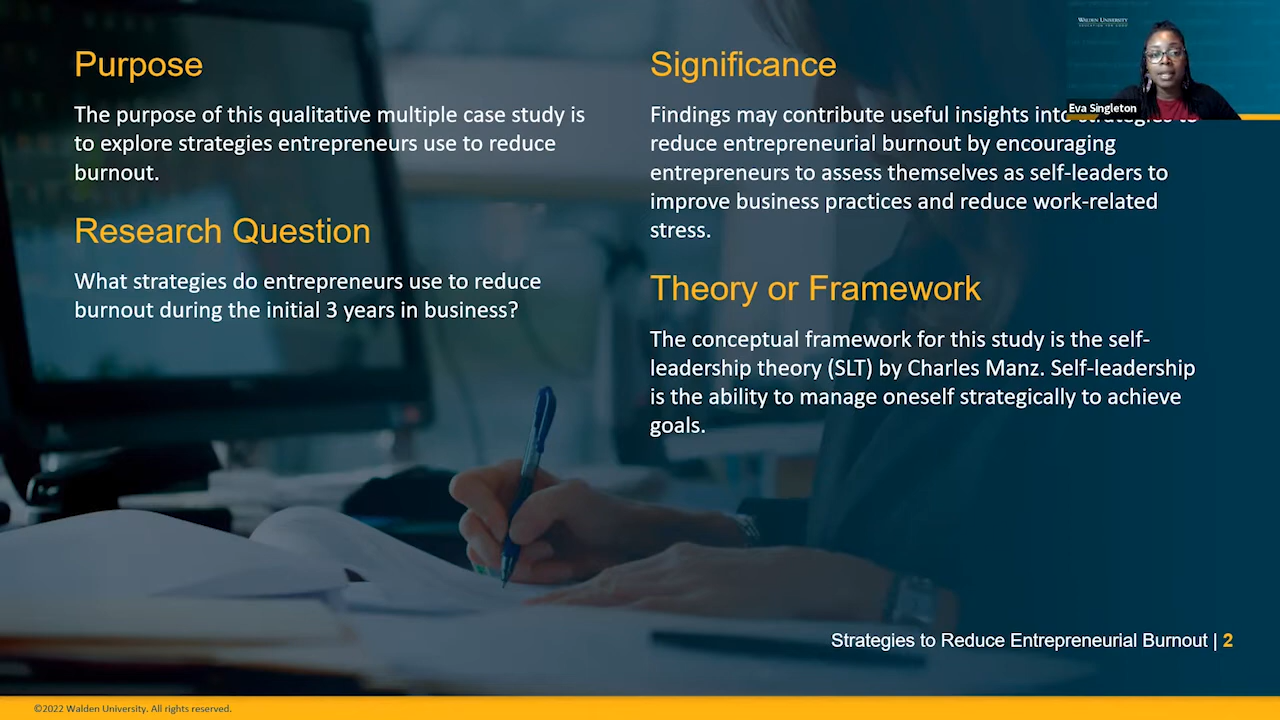 Purpose
The purpose of this qualitative multiple case study is
to explore strategies entrepreneurs use to reduce
burnout.
Research Question
What strategies do entrepreneurs use to reduce
burnout during the initial 3 years in business?
Significance
Findings may contribute useful insights into strategies to
reduce entrepreneurial burnout by encouraging
entrepreneurs to assess themselves as self-leaders to
improve business practices and reduce work-related
stress.
Theory or Framework
The conceptual framework for this study is the self-
leadership theory (SLT) by Charles Manz. Self-leadership
is the ability to manage oneself strategically to achieve
goals.
WALDEN UNIVERSITY
Eva Singleton
Strategies to Reduce Entrepreneurial Burnout | 2
©2022 Walden University. All rights reserved.